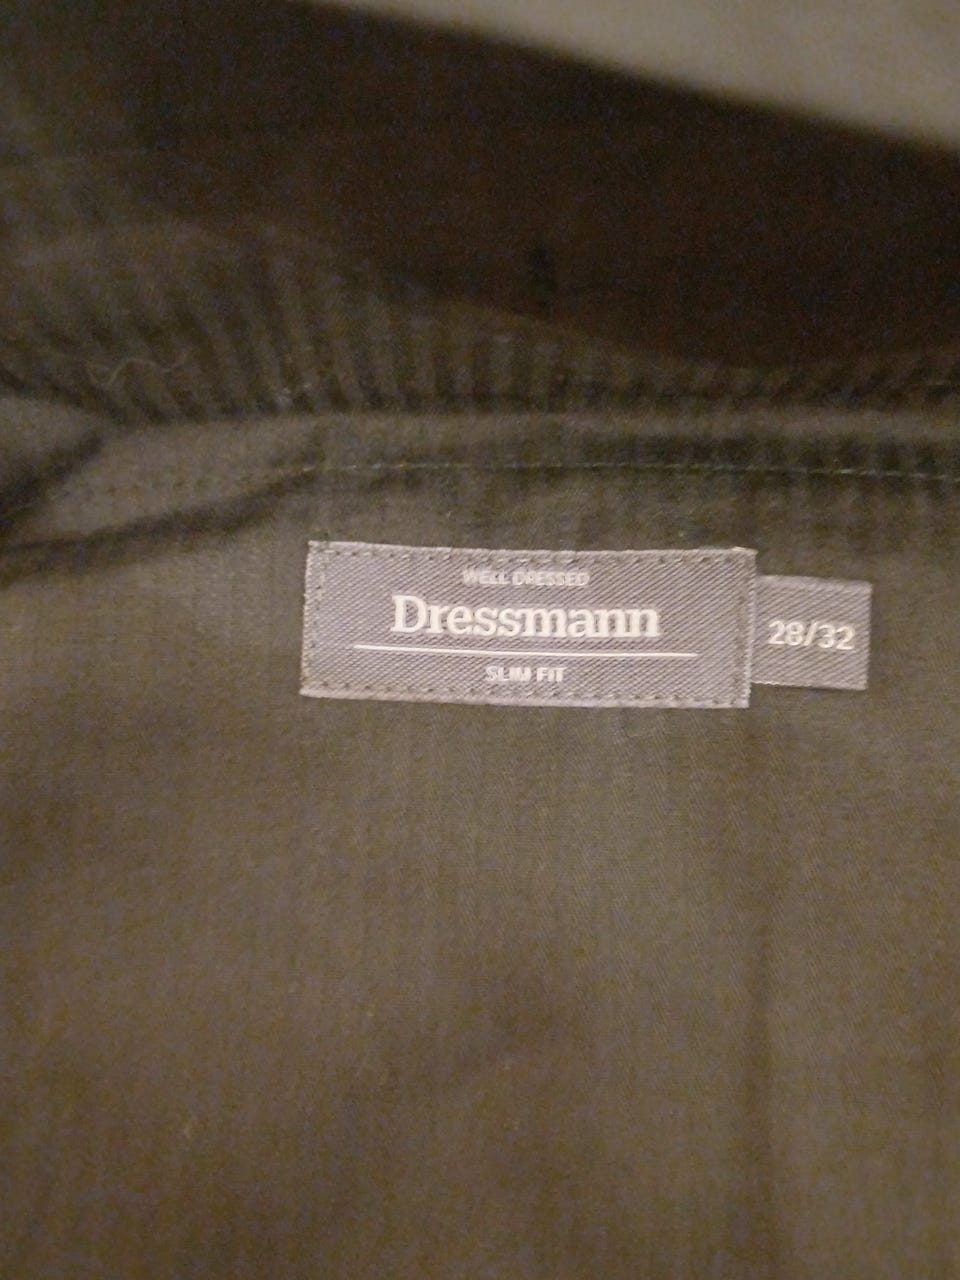 WELL DRESSED
Dressmann
SLIM FIT
28/32